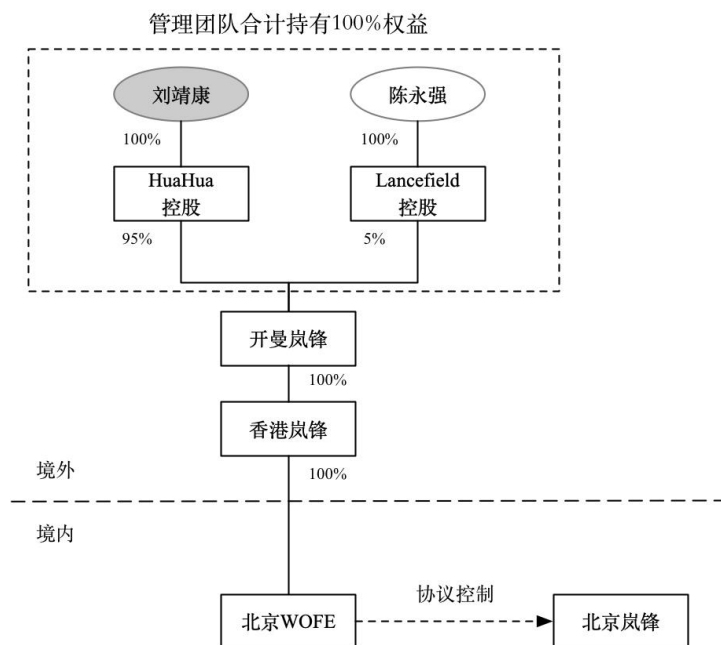 管理团队合计持有100%权益
刘靖康
陈永强
100%
100%
HuaHua
控股
Lancefield
控股
95%
5%
开曼岚锋
100%
香港岚锋
100%
境外
境内
协议控制
北京WOFE
北京岚锋